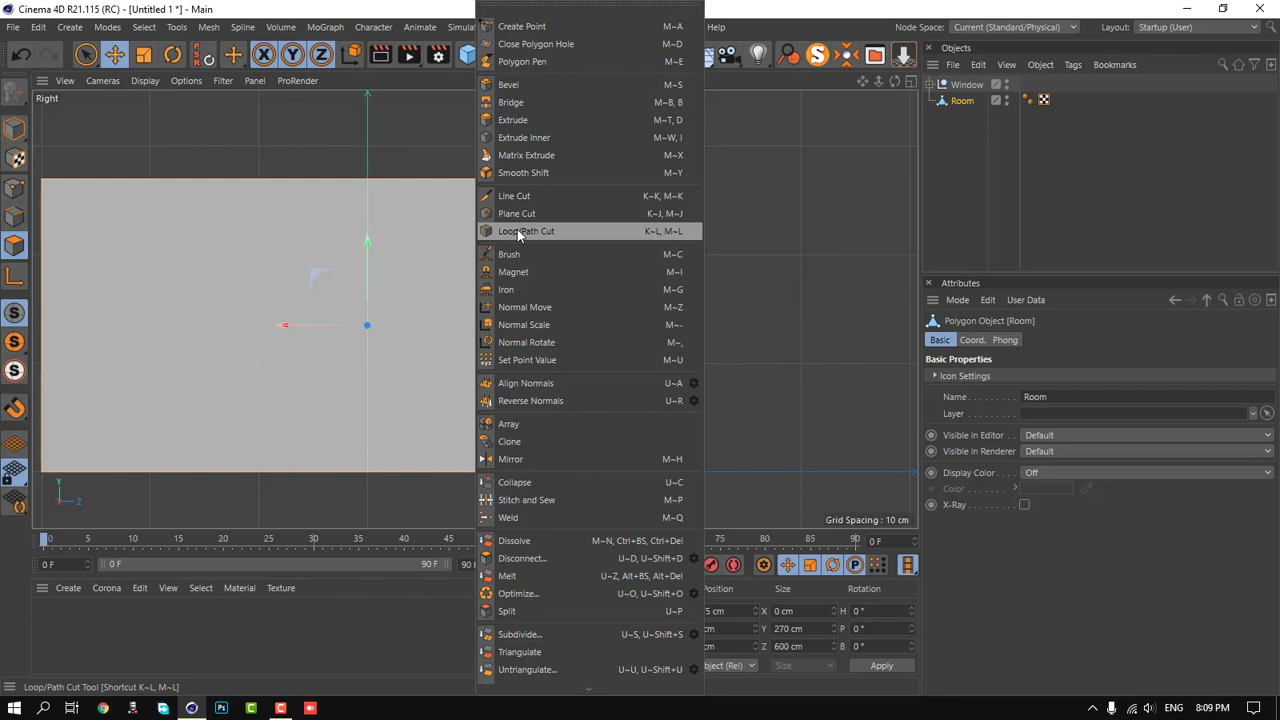 Cinema 4D R21.115 (RC) - [Untitled 1 *] - Main
File Edit Create Modes Select Tools Mesh Spline Volume MoGraph Character Help Node Space: Current (Standard/Physical) Layout: Startup (User)
View Cameras Display Options Filter Panel ProRender
Right
Create Point M~A
Close Polygon Hole M~D
Polygon Pen M~E
Bevel M~S
Bridge M~B, B
Extrude M~T, D
Extrude Inner M~W, I
Matrix Extrude M~X
Smooth Shift M~Y
Line Cut K~K, M~K
Plane Cut K~J, M~J
Loop/Path Cut K~L, M~L
Brush M~C
Magnet M~I
Iron M~G
Normal Move M~Z
Normal Scale M~-
Normal Rotate M~,
Set Point Value M~U
Align Normals U~A
Reverse Normals U~R
Array
Clone
Mirror M~H
Collapse U~C
Stitch and Sew M~P
Weld M~Q
Dissolve M~N, Ctrl+BS, Ctrl+Del
Disconnect... U~D, U~Shift+D
Melt U~Z, Alt+BS, Alt+Del
Optimize... U~O, U~Shift+O
Split U~P
Subdivide... U~S, U~Shift+S
Triangulate
Untriangulate... U~U, U~Shift+U
Objects
File Edit View Object Tags Bookmarks
Window
Room
Attributes
Mode Edit User Data
Polygon Object [Room]
Basic Coord. Phong
Basic Properties
Icon Settings
Name Room
Layer
Visible in Editor Default
Visible in Renderer Default
Display Color Off
Color
X-Ray
Y
Z
Grid Spacing : 10 cm
0 5 10 15 20 25 30 35 40 45 75 80 85 90 0 F
0 F 0 F 90 F 90
Create Edit View Select Material Texture
Position Size Rotation
5 cm X 0 cm H 0 °
cm Y 270 cm P 0 °
cm Z 600 cm B 0 °
bject (Rel) Size Apply
Loop/Path Cut Tool [Shortcut K~L, M~L]
ENG 8:09 PM